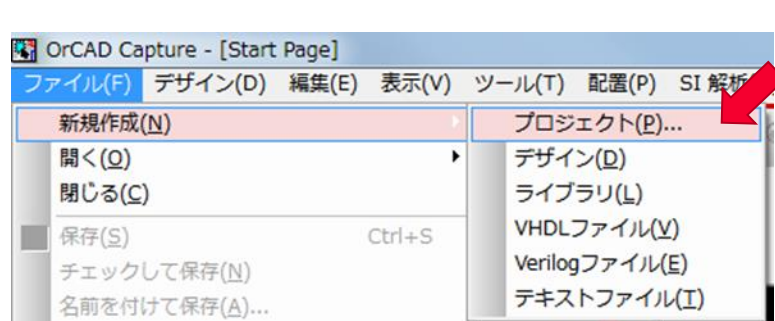 OrCAD Capture - [Start Page]
ファイル(F) デザイン(D) 編集(E) 表示(V) ツール(T) 配置(P) SI 解析
新規作成(N)
プロジェクト(P)...
開く(O)
デザイン(D)
閉じる(C)
ライブラリ(L)
保存(S) Ctrl+S
VHDLファイル(V)
チェックして保存(N)
Verilogファイル(E)
名前を付けて保存(A)...
テキストファイル(T)